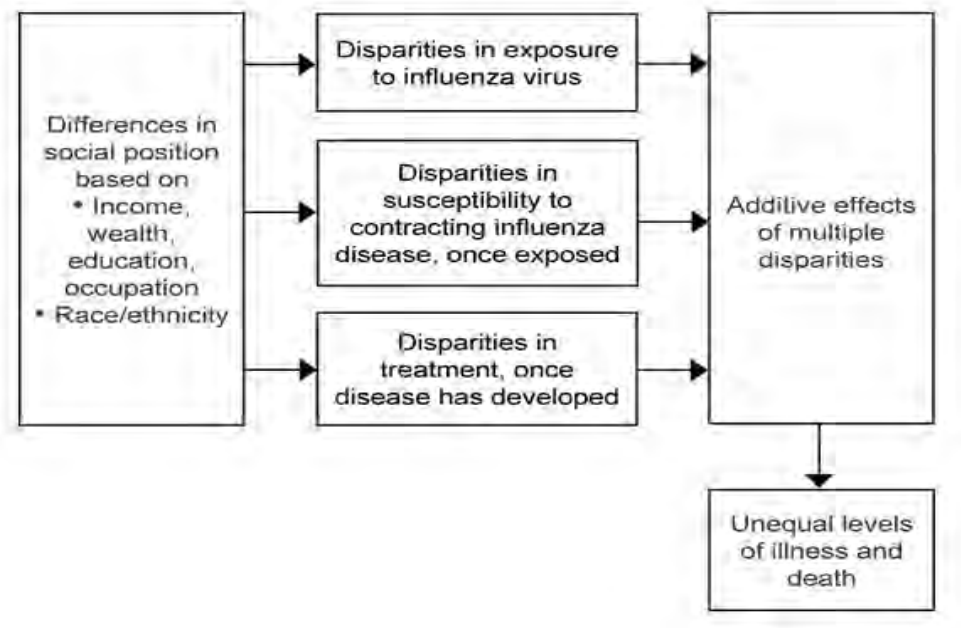 Differences in
social position
based on
• Income,
wealth,
education,
occupation
• Race/ethnicity
Disparities in exposure
to influenza virus
Disparities in
susceptibility to
contracting influenza
disease, once exposed
Disparities in
treatment, once
disease has developed
Additive effects
of multiple
disparities
Unequal levels
of illness and
death